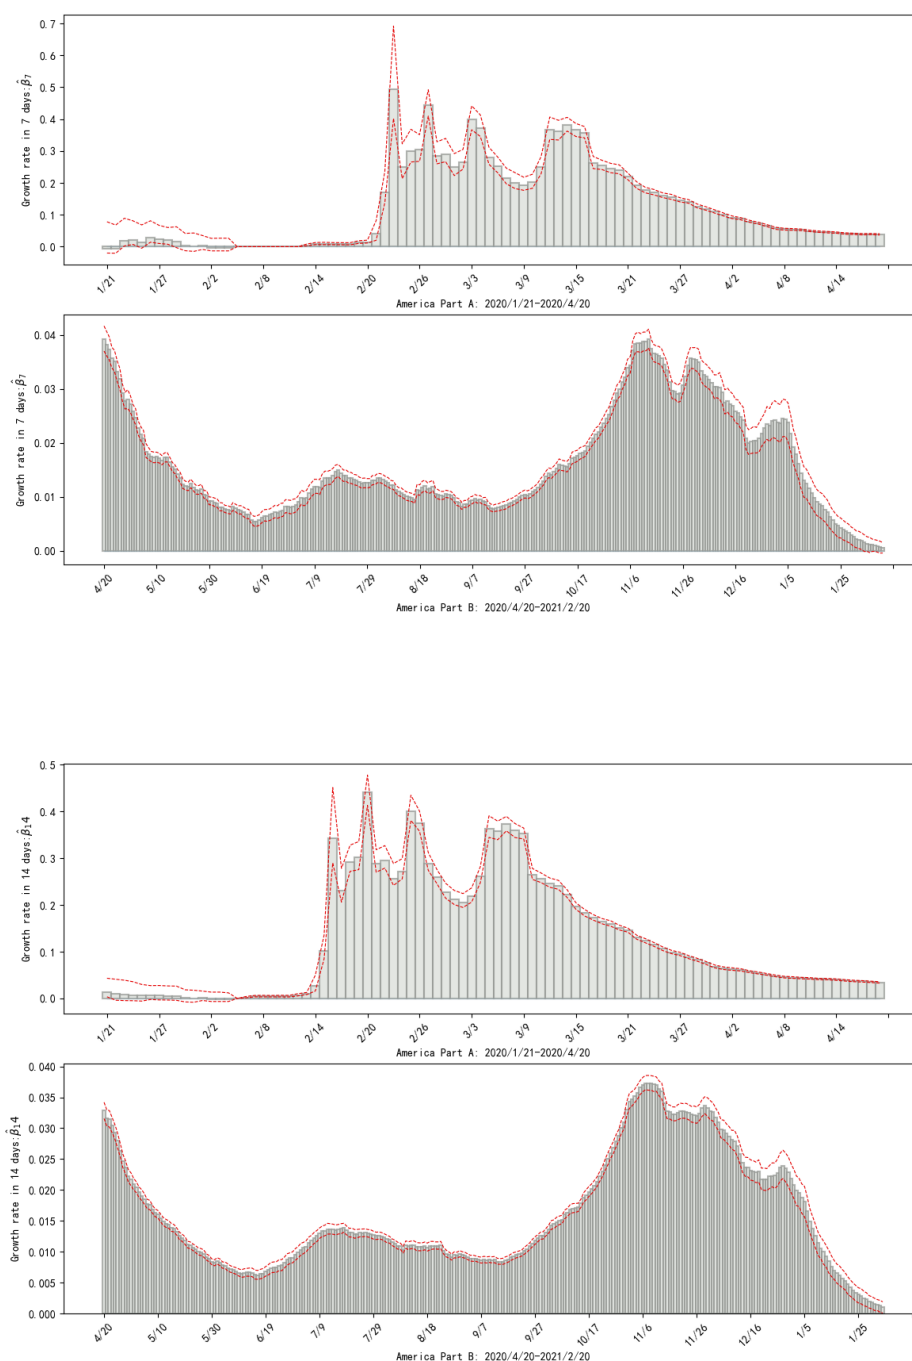 0.7
0.6
0.5
0.4
0.3
0.2
0.1
0.0
Growth rate in 7 days:β̂₇
1/21 1/27 2/2 2/8 2/14 2/20 2/26 3/3 3/9 3/15 3/21 3/27 4/2 4/8 4/14
America Part A: 2020/1/21-2020/4/20
0.04
0.03
0.02
0.01
0.00
Growth rate in 7 days:β̂₇
4/20 5/10 5/30 6/19 7/9 7/29 8/18 9/7 9/27 10/17 11/6 11/26 12/16 1/5 1/25
America Part B: 2020/4/20-2021/2/20
0.5
0.4
0.3
0.2
0.1
0.0
Growth rate in 14 days:β̂₁4
1/21 1/27 2/2 2/8 2/14 2/20 2/26 3/3 3/9 3/15 3/21 3/27 4/2 4/8 4/14
America Part A: 2020/1/21-2020/4/20
0.040
0.035
0.030
0.025
0.020
0.015
0.010
0.005
0.000
Growth rate in 14 days:β̂₁4
4/20 5/10 5/30 6/19 7/9 7/29 8/18 9/7 9/27 10/17 11/6 11/26 12/16 1/5 1/25
America Part B: 2020/4/20-2021/2/20